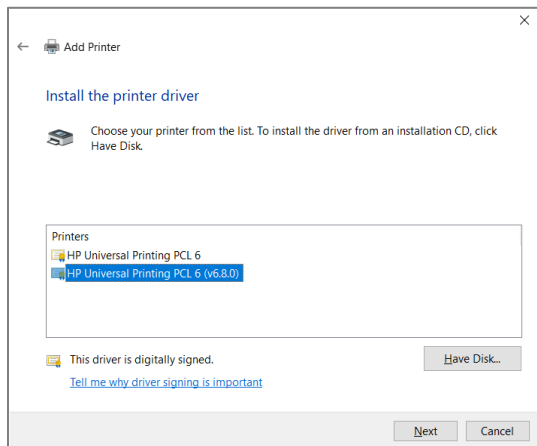 Add Printer
Install the printer driver
Choose your printer from the list. To install the driver from an installation CD, click
Have Disk.
Printers
HP Universal Printing PCL 6
HP Universal Printing PCL 6 (v6.8.0)
This driver is digitally signed.
Have Disk...
Tell me why driver signing is important
Next
Cancel